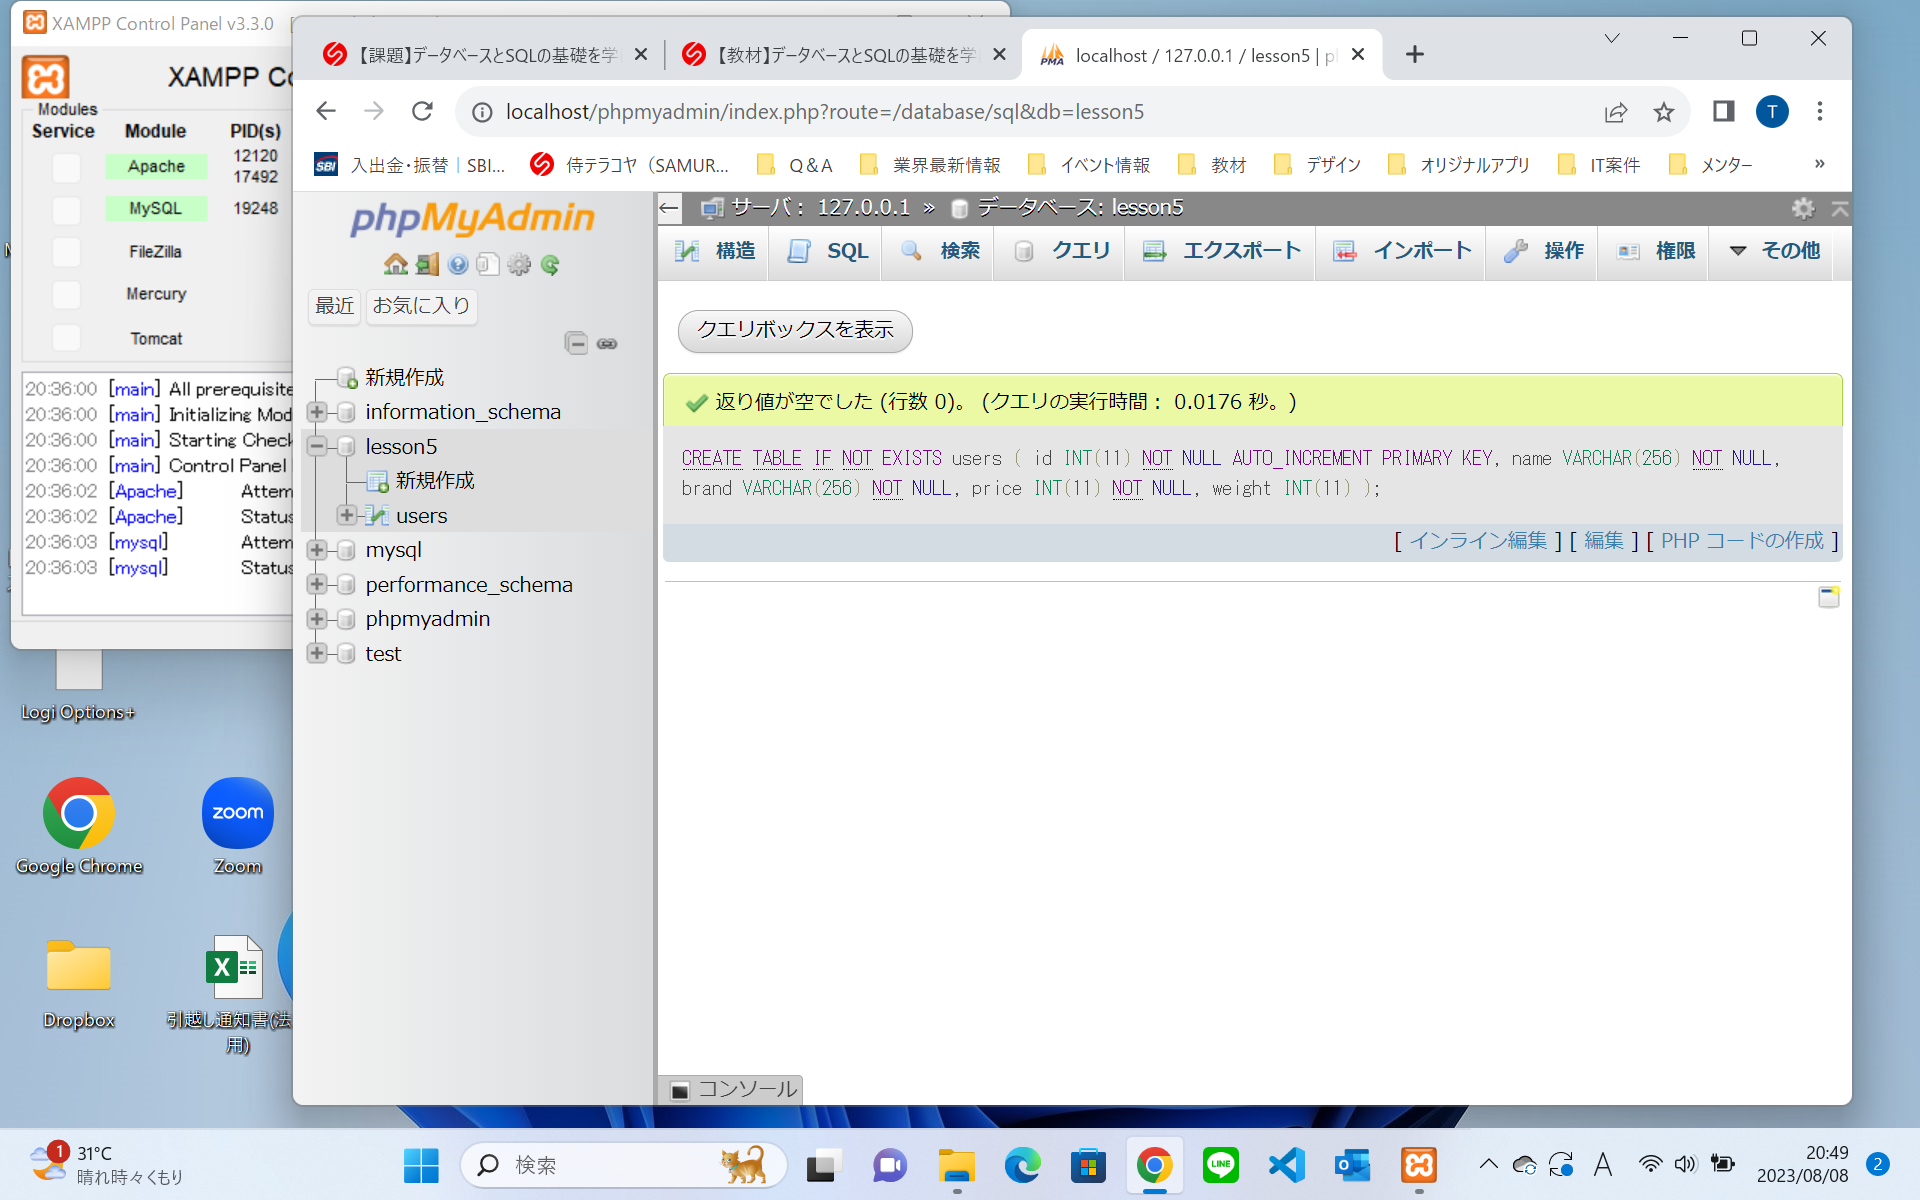 XAMPP Control Panel v3.3.0
XAMPP Co
Modules
Service Module PID(s)
Apache 12120
17492
MySQL 19248
FileZilla
Mercury
Tomcat
20:36:00 [main] All prerequisite
20:36:00 [main] Initializing Mod
20:36:00 [main] Starting Check
20:36:00 [main] Control Panel
20:36:02 [Apache] Attem
20:36:02 [Apache] Status
20:36:03 [mysql] Attem
20:36:03 [mysql] Status
【課題】データベースとSQLの基礎を学
【教材】データベースとSQLの基礎を学
PMA localhost / 127.0.0.1 / lesson5 | p
localhost/phpmyadmin/index.php?route=/database/sql&db=lesson5
T
SBI 入出金・振替 | SBI... 侍テラコヤ（SAMUR... Q&A 業界最新情報 イベント情報 教材 デザイン オリジナルアプリ IT案件 メンター »
phpMyAdmin
最近 お気に入り
新規作成
information_schema
lesson5
新規作成
users
mysql
performance_schema
phpmyadmin
test
サーバ: 127.0.0.1 » データベース: lesson5
構造 SQL 検索 クエリ エクスポート インポート 操作 権限 その他
クエリボックスを表示
返り値が空でした (行数 0)。 (クエリの実行時間： 0.0176 秒。)
CREATE TABLE IF NOT EXISTS users ( id INT(11) NOT NULL AUTO_INCREMENT PRIMARY KEY, name VARCHAR(256) NOT NULL,
brand VARCHAR(256) NOT NULL, price INT(11) NOT NULL, weight INT(11) );
[ インライン編集 ] [ 編集 ] [ PHP コードの作成 ]
コンソール
Logi Options+
Google Chrome
zoom
Zoom
Dropbox
X
引越し通知書(法
用)
1
31°C
晴れ時々くもり
検索
LINE
A
20:49
2023/08/08
2